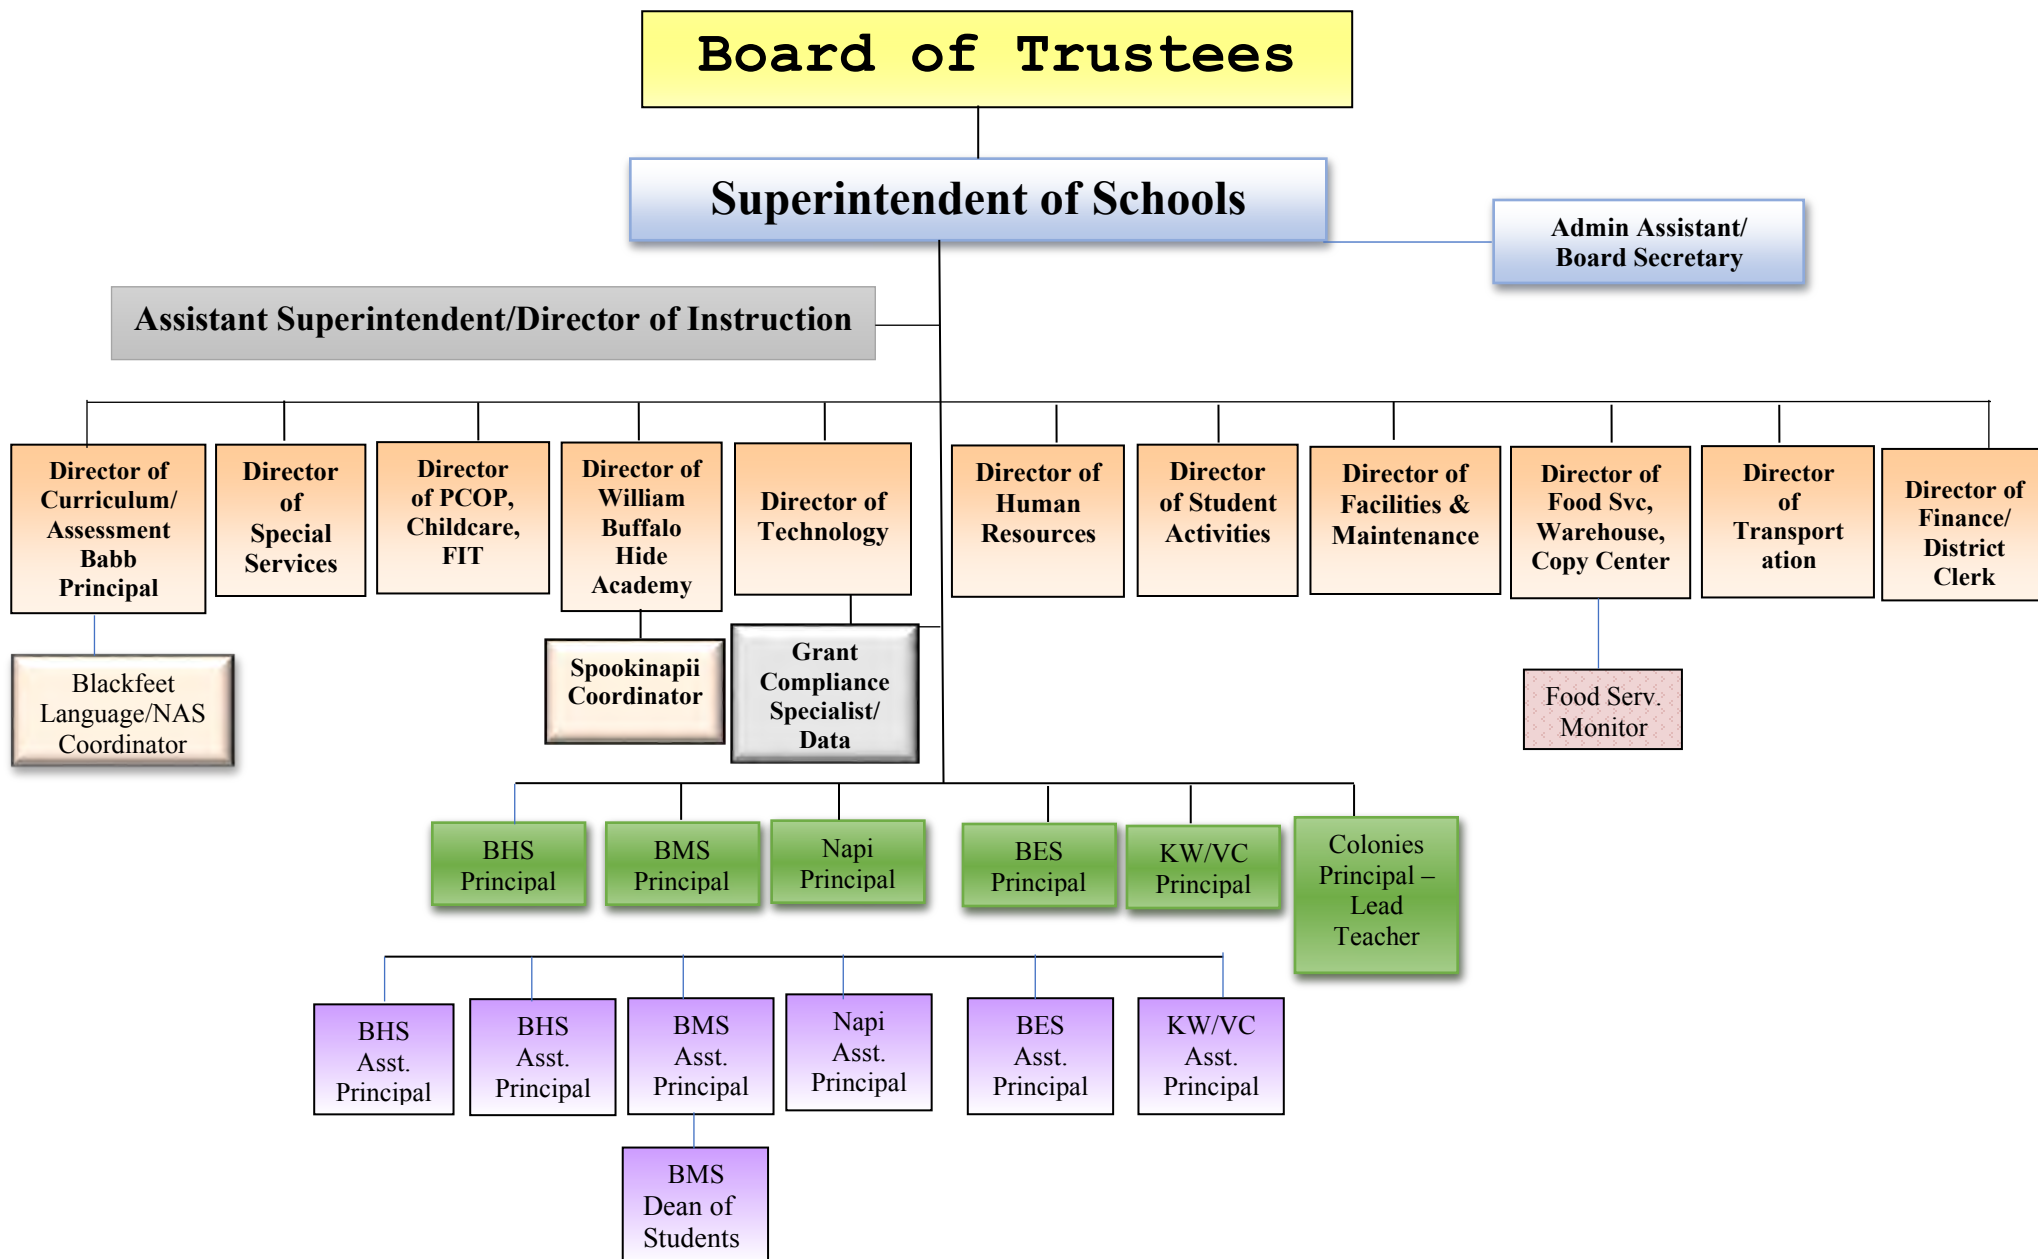 Board of Trustees
Superintendent of Schools
Admin Assistant/
Board Secretary
Assistant Superintendent/Director of Instruction
Director of
Curriculum/
Assessment
Babb
Principal
Director
of
Special
Services
Director
of PCOP,
Childcare,
FIT
Director of
William
Buffalo
Hide
Academy
Director of
Technology
Director of
Human
Resources
Director
of Student
Activities
Director of
Facilities &
Maintenance
Director of
Food Svc,
Warehouse,
Copy Center
Director
of
Transport
ation
Director of
Finance/
District
Clerk
Blackfeet
Language/NAS
Coordinator
Spookinapii
Coordinator
Grant
Compliance
Specialist/
Data
Food Serv.
Monitor
BHS
Principal
BMS
Principal
Napi
Principal
BES
Principal
KW/VC
Principal
Colonies
Principal –
Lead
Teacher
BHS
Asst.
Principal
BHS
Asst.
Principal
BMS
Asst.
Principal
Napi
Asst.
Principal
BES
Asst.
Principal
KW/VC
Asst.
Principal
BMS
Dean of
Students